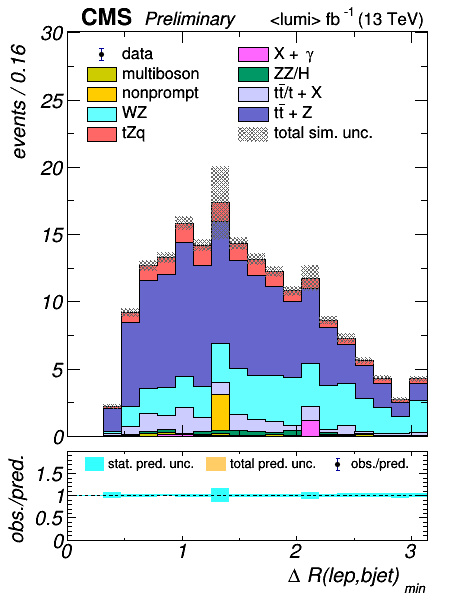 CMS Preliminary <lumi> fb⁻¹ (13 TeV)
events / 0.16
30
25
20
15
10
5
0
data
multiboson
nonprompt
WZ
tZq
X + γ
ZZ/H
tt̄/t + X
tt̄ + Z
total sim. unc.
obs./pred.
1.5
1
0.5
0
stat. pred. unc. total pred. unc. obs./pred.
0 1 2 3
Δ R(lep,bjet) min